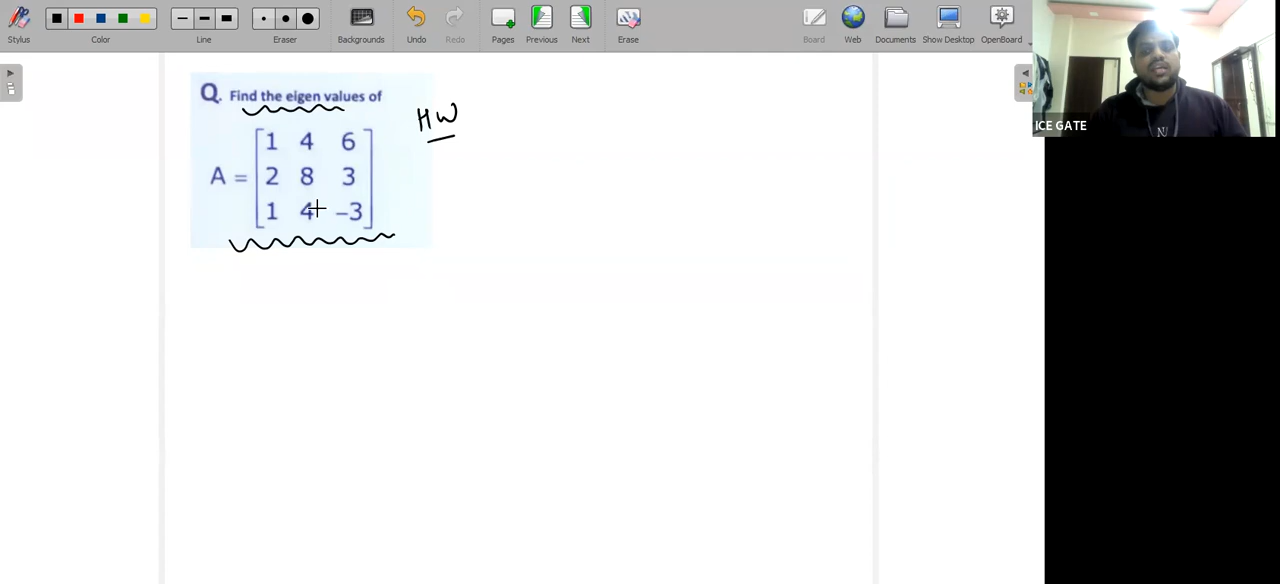 Stylus
Color
Line
Eraser
Backgrounds
Undo
Redo
Pages
Previous
Next
Erase
Board
Web
Documents
Show Desktop
OpenBoard
Q. Find the eigen values of
HW
A = [1 4 6
2 8 3
1 4 -3]
ICE GATE